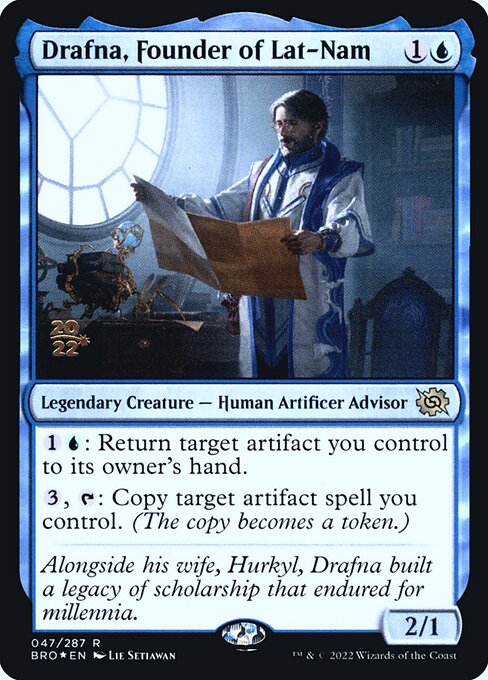 Drafna, Founder of Lat-Nam 1
20
22
Legendary Creature — Human Artificer Advisor
1 : Return target artifact you control
to its owner's hand.
3, : Copy target artifact spell you
control. (The copy becomes a token.)
Alongside his wife, Hurkyl, Drafna built
a legacy of scholarship that endured for
millennia.
2/1
047/287 R
BRO★EN Lie Setiawan
™ & © 2022 Wizards of the Coast